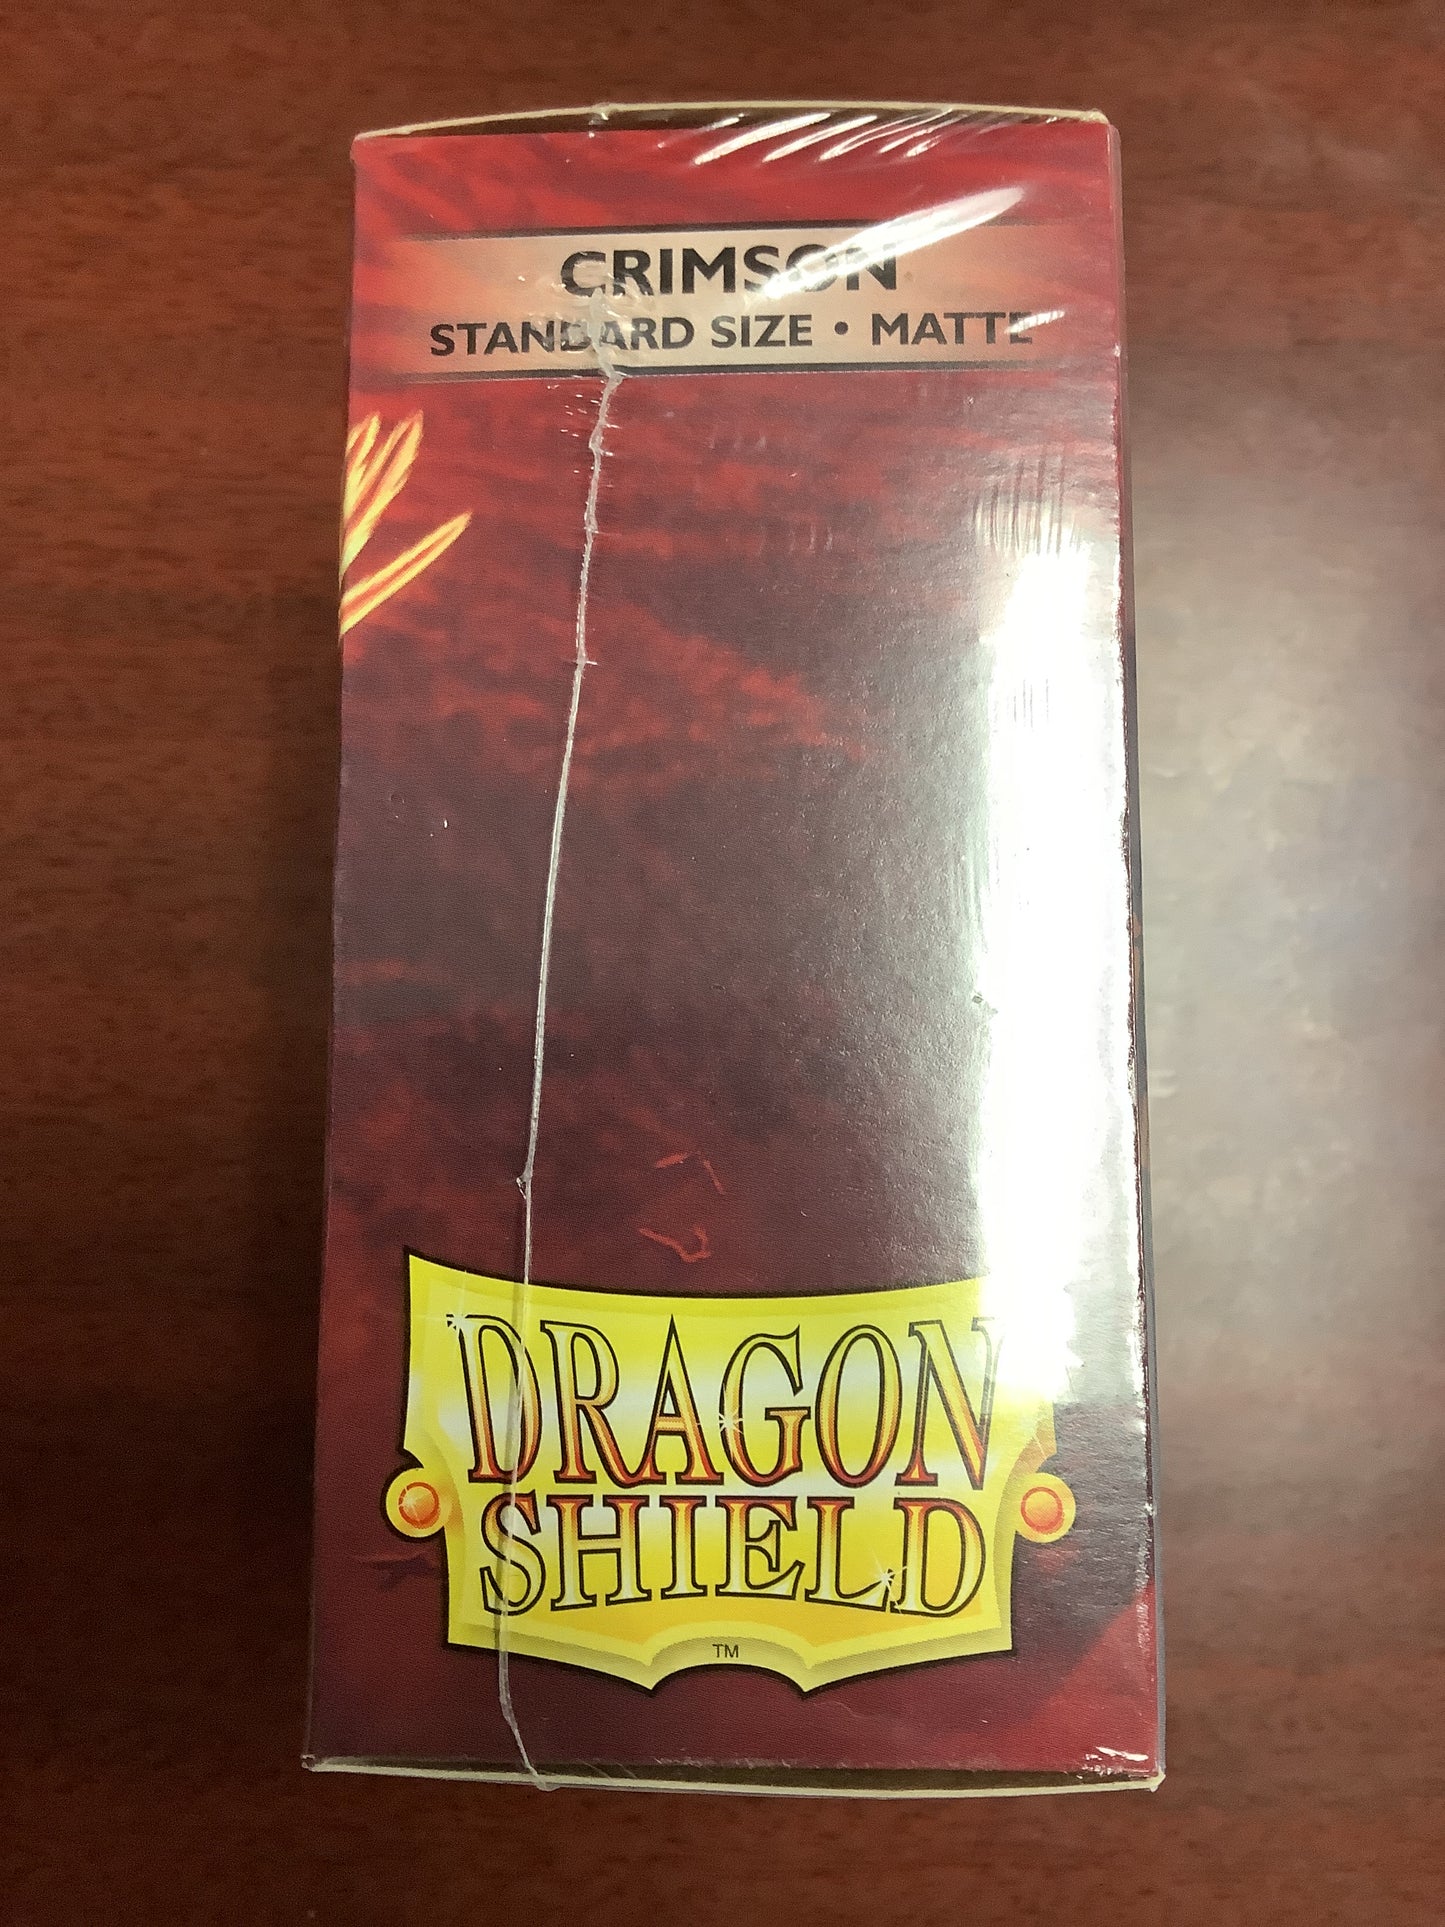 CRIMSON
STANDARD SIZE • MATTE
DRAGON
SHIELD
TM